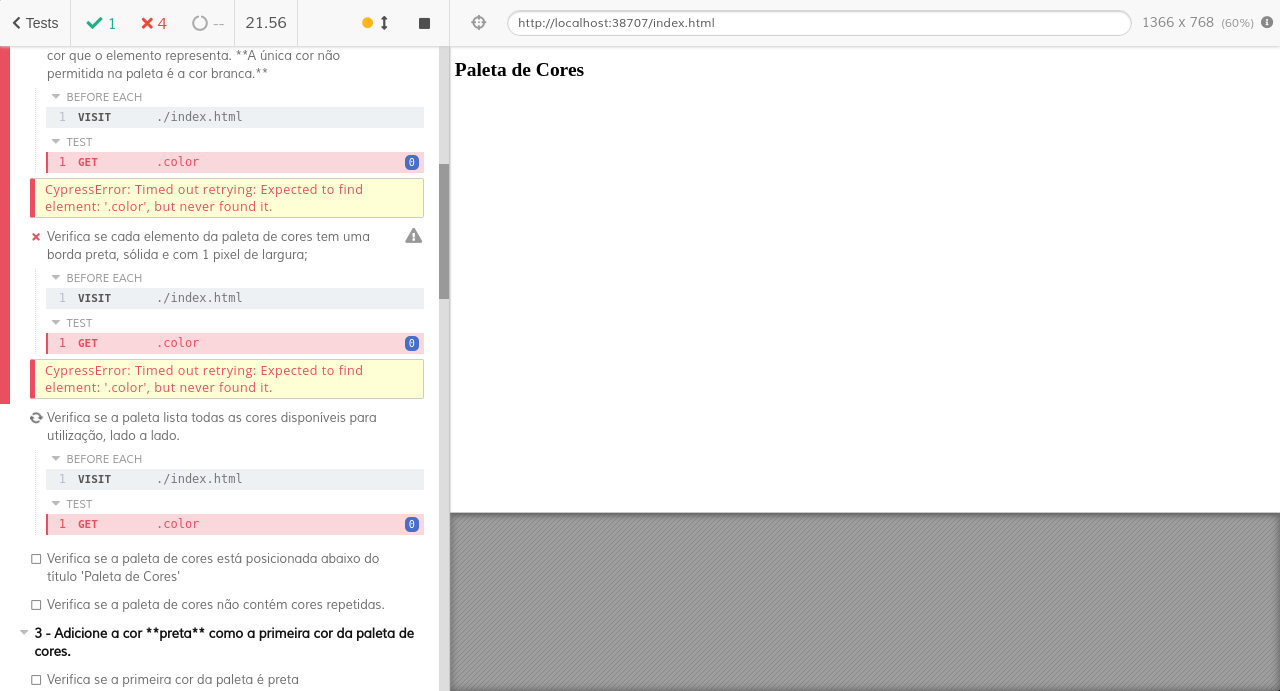 Tests 1 4 -- 21.56 http://localhost:38707/index.html 1366 x 768 (60%)
cor que o elemento representa. **A única cor não
permitida na paleta é a cor branca.**
BEFORE EACH
1 VISIT ./index.html
TEST
1 GET .color 0
CypressError: Timed out retrying: Expected to find
element: '.color', but never found it.
Verifica se cada elemento da paleta de cores tem uma
borda preta, sólida e com 1 pixel de largura;
BEFORE EACH
1 VISIT ./index.html
TEST
1 GET .color 0
CypressError: Timed out retrying: Expected to find
element: '.color', but never found it.
Verifica se a paleta lista todas as cores disponíveis para
utilização, lado a lado.
BEFORE EACH
1 VISIT ./index.html
TEST
1 GET .color 0
Verifica se a paleta de cores está posicionada abaixo do
título 'Paleta de Cores'
Verifica se a paleta de cores não contém cores repetidas.
3 - Adicione a cor **preta** como a primeira cor da paleta de
cores.
Verifica se a primeira cor da paleta é preta
Paleta de Cores